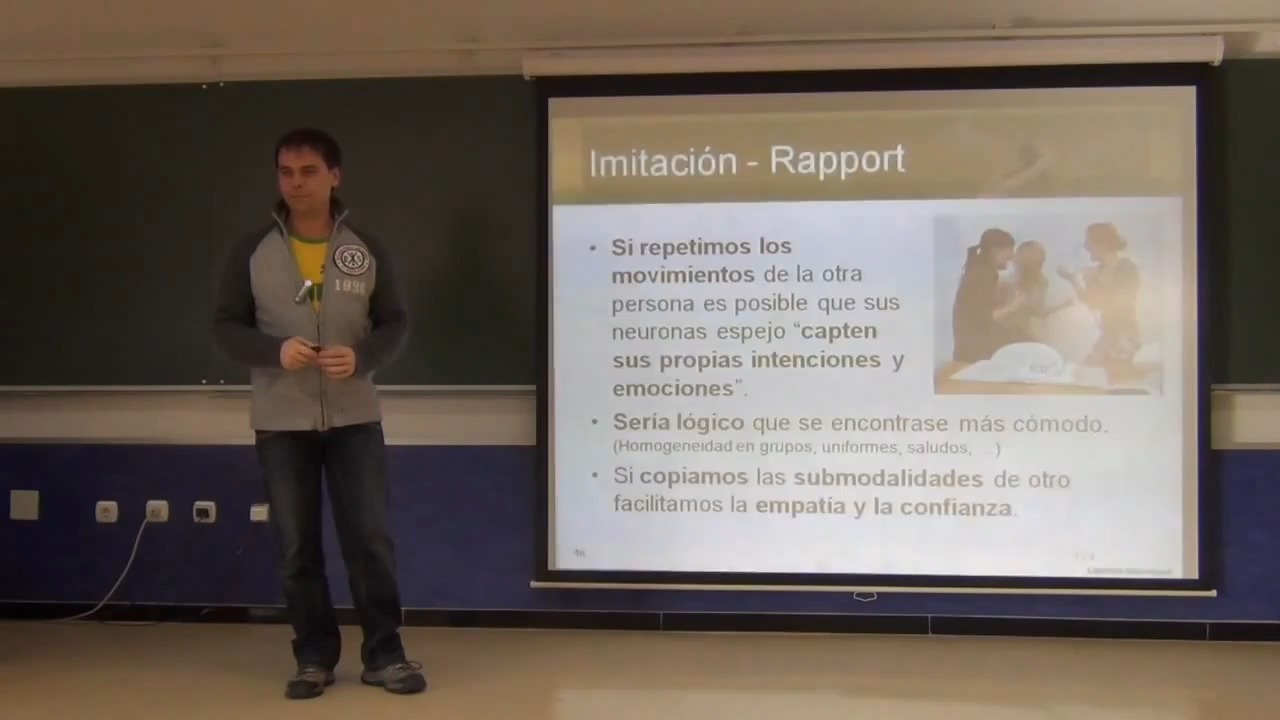 Imitación - Rapport
• Si repetimos los
movimientos de la otra
persona es posible que sus
neuronas espejo “capten
sus propias intenciones y
emociones”.
• Sería lógico que se encontrase más cómodo.
(Homogeneidad en grupos, uniformes, saludos, ...)
• Si copiamos las submodalidades de otro
facilitamos la empatía y la confianza.